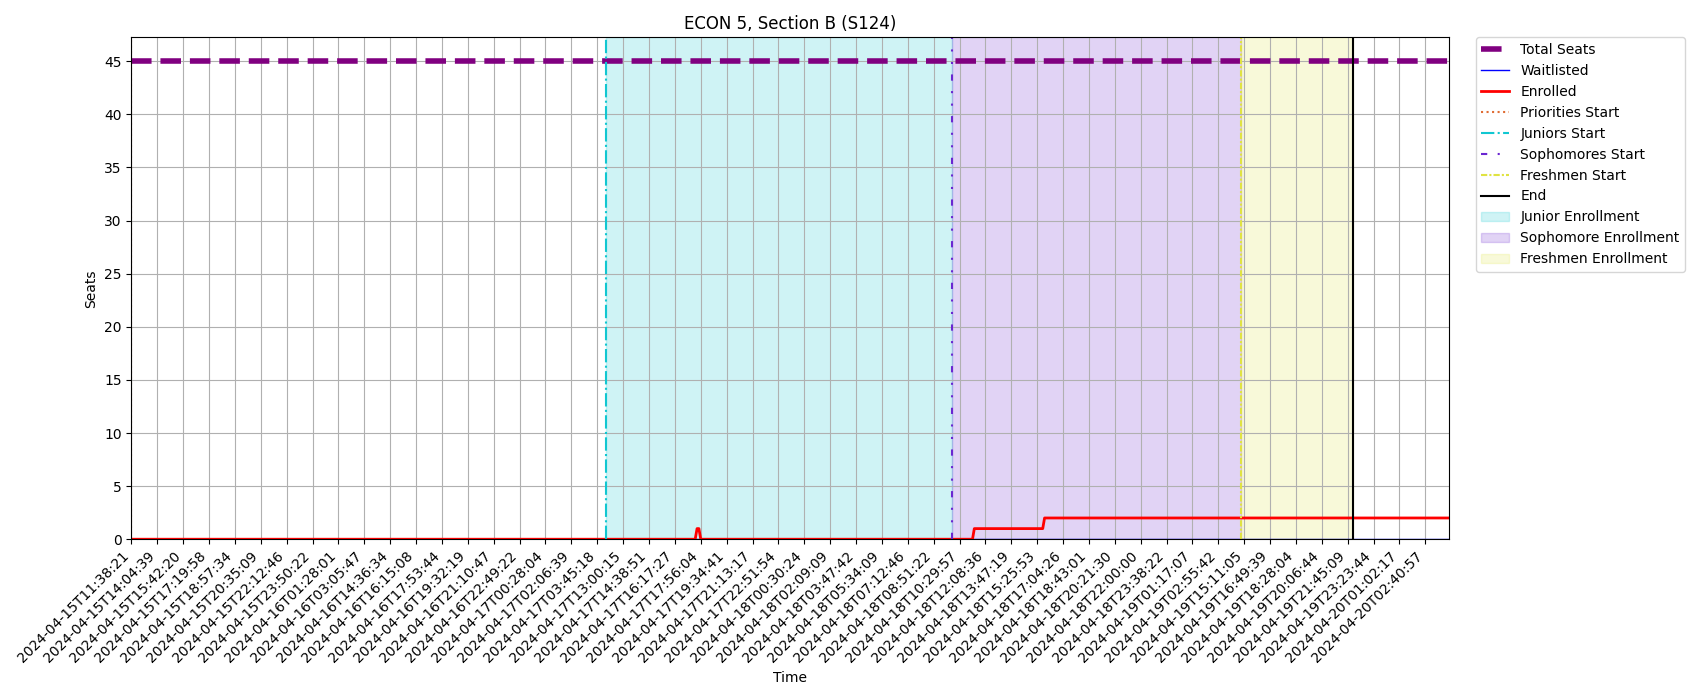 ECON 5, Section B (S124)
Total Seats
Waitlisted
Enrolled
Priorities Start
Juniors Start
Sophomores Start
Freshmen Start
End
Junior Enrollment
Sophomore Enrollment
Freshmen Enrollment
Seats
45
40
35
30
25
20
15
10
5
0
2024-04-15T11:38:21
2024-04-15T14:04:39
2024-04-15T15:42:20
2024-04-15T17:19:58
2024-04-15T18:57:34
2024-04-15T20:35:09
2024-04-15T22:12:46
2024-04-15T23:50:22
2024-04-16T01:28:01
2024-04-16T03:05:47
2024-04-16T14:36:34
2024-04-16T16:15:08
2024-04-16T17:53:44
2024-04-16T19:32:19
2024-04-16T21:10:47
2024-04-16T22:49:22
2024-04-17T00:28:04
2024-04-17T02:06:39
2024-04-17T03:45:18
2024-04-17T13:00:15
2024-04-17T14:38:51
2024-04-17T16:17:27
2024-04-17T17:56:04
2024-04-17T19:34:41
2024-04-17T21:13:17
2024-04-17T22:51:54
2024-04-18T00:30:24
2024-04-18T02:09:09
2024-04-18T03:47:42
2024-04-18T05:34:09
2024-04-18T07:12:46
2024-04-18T08:51:22
2024-04-18T10:29:57
2024-04-18T12:08:36
2024-04-18T13:47:19
2024-04-18T15:25:53
2024-04-18T17:04:26
2024-04-18T18:43:01
2024-04-18T20:21:30
2024-04-18T22:00:00
2024-04-18T23:38:22
2024-04-19T01:17:07
2024-04-19T02:55:42
2024-04-19T15:11:05
2024-04-19T16:49:39
2024-04-19T18:28:04
2024-04-19T20:06:44
2024-04-19T21:45:09
2024-04-19T23:23:44
2024-04-20T01:02:17
2024-04-20T02:40:57
Time